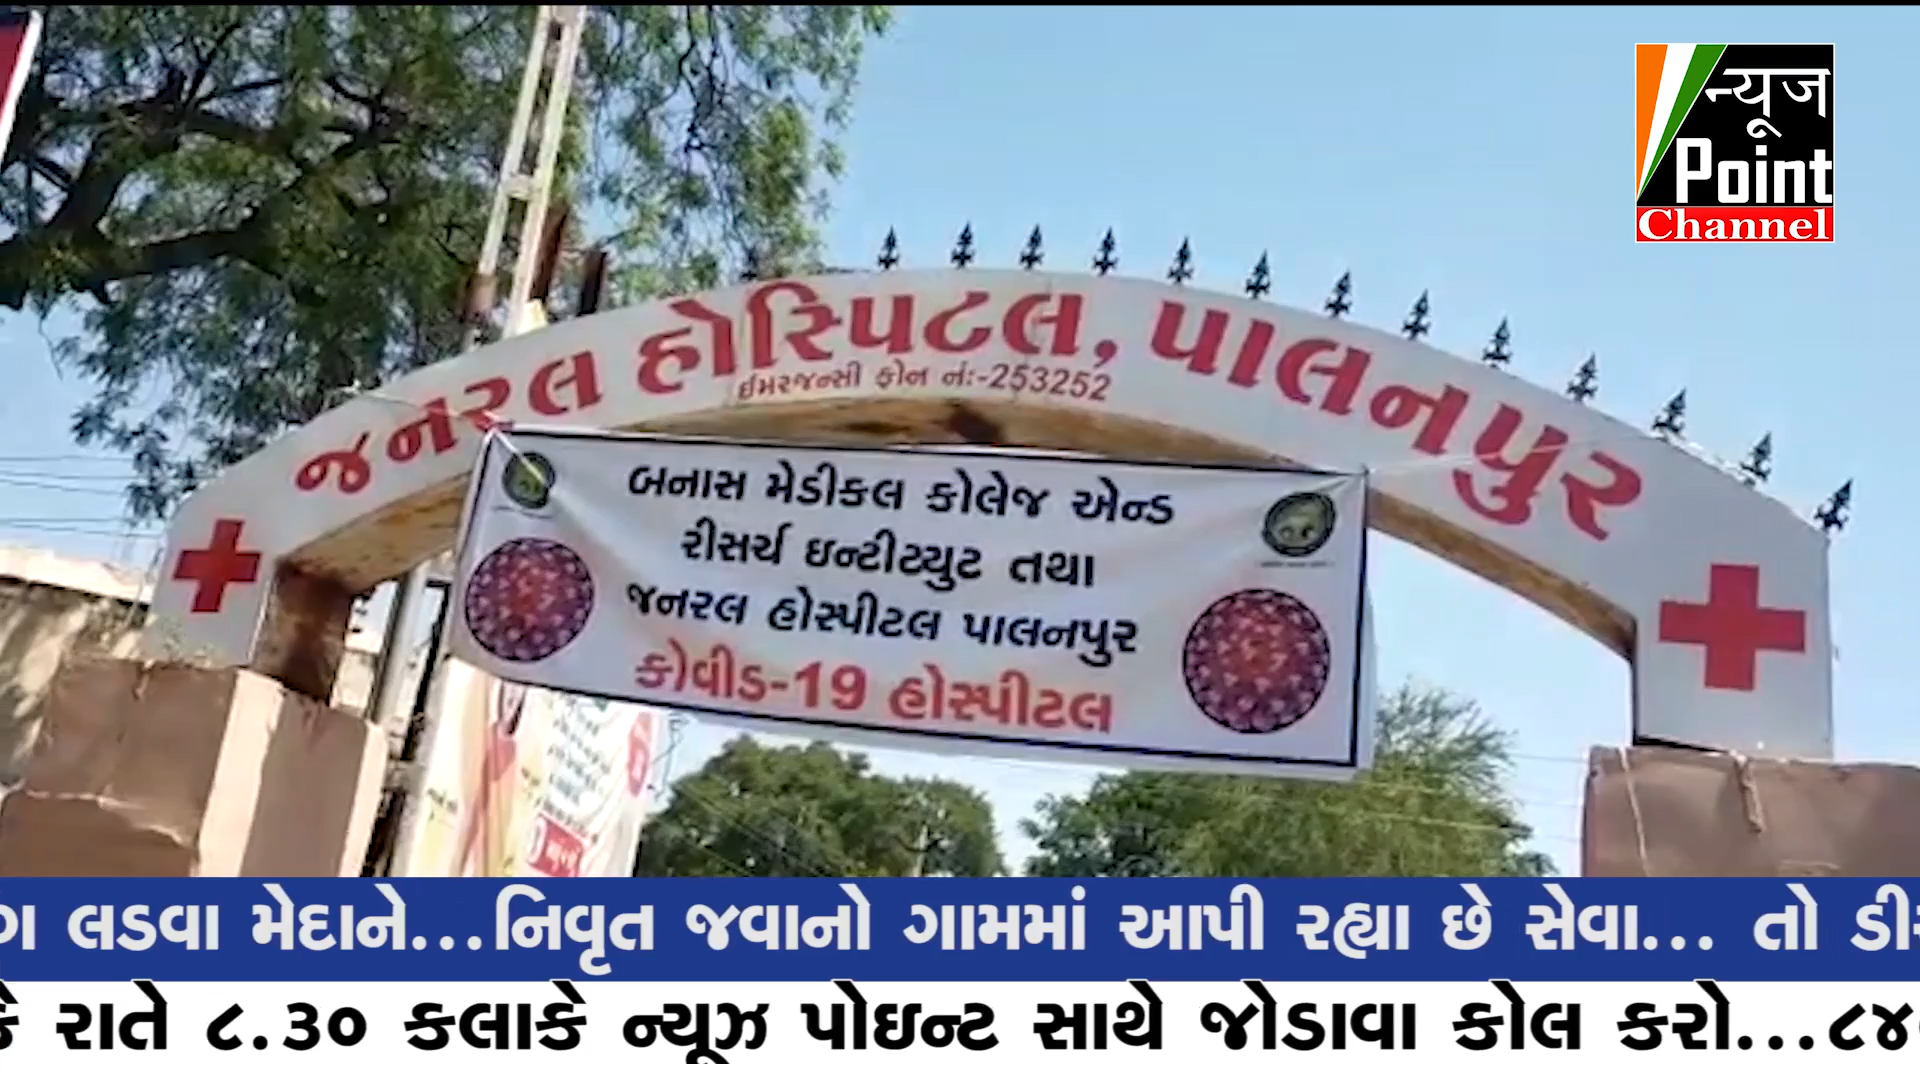 न्यूज
Point
Channel
જનરલ હોસ્પિટલ, પાલનપુર
ઈમરજન્સી ફોન નં:-253252
બનાસ મેડીકલ કોલેજ એન્ડ
રીસર્ચ ઇન્ટીટ્યુટ તથા
જનરલ હોસ્પીટલ પાલનપુર
કોવીડ-19 હોસ્પીટલ
લડવા મેદાને...નિવૃત જવાનો ગામમાં આપી રહ્યા છે સેવા... તો
રાતે ૮.૩૦ કલાકે ન્યૂઝ પોઇન્ટ સાથે જોડાવા કોલ કરો...૮૪